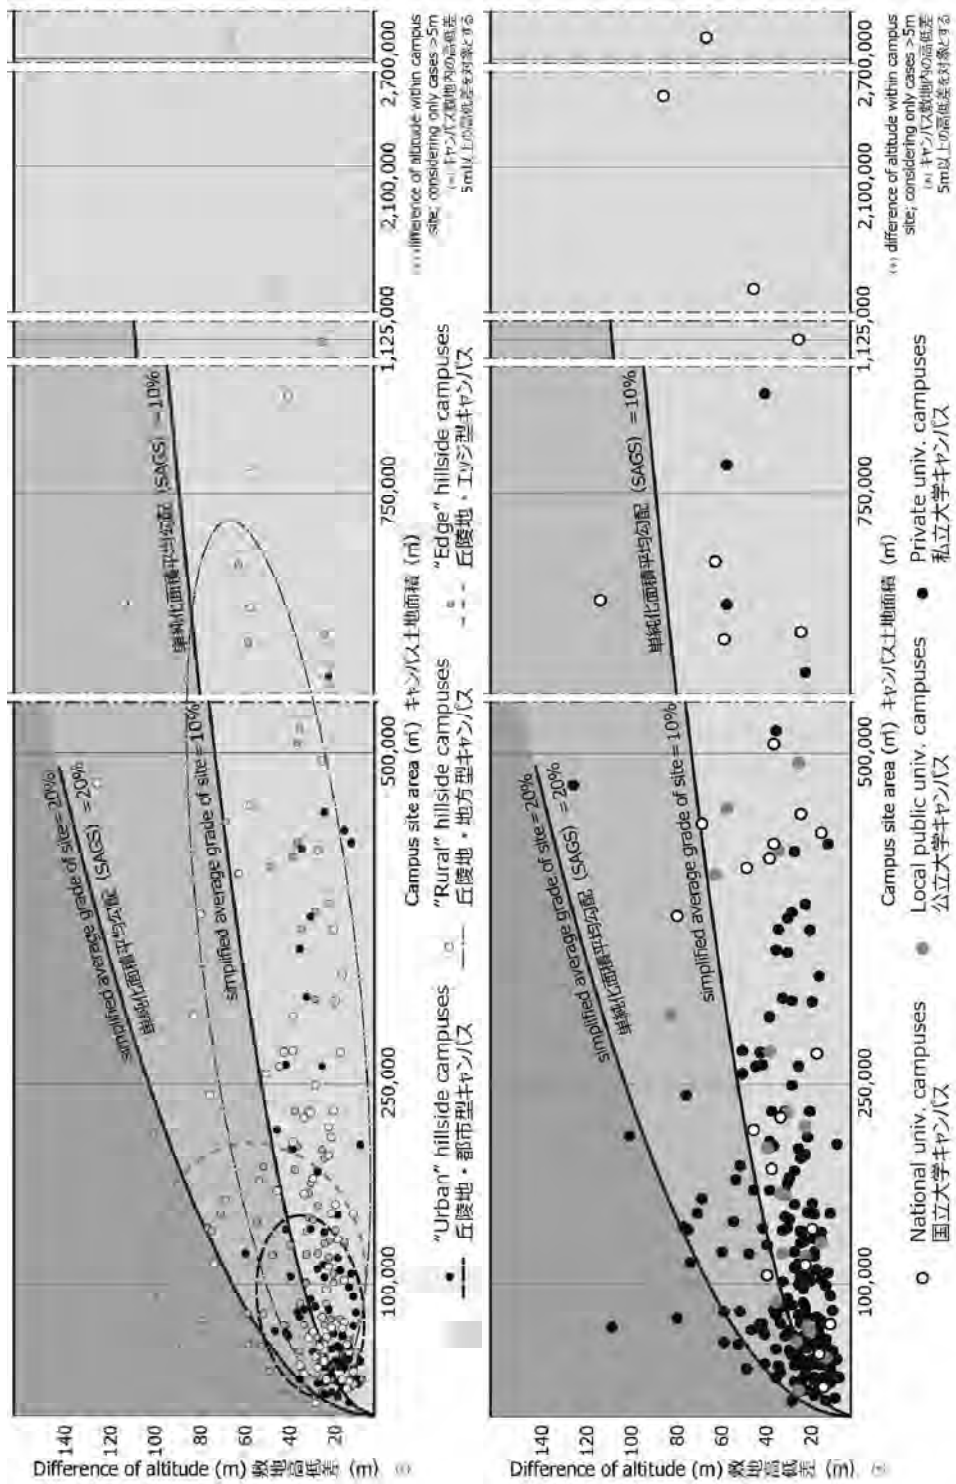 Difference of altitude (m) 敷地高低差 (m)
140
120
100
80
60
40
20
simplified average grade of site=20%
単純化面積平均勾配 (SAGS) =20%
simplified average grade of site=10%
単純化面積平均勾配 (SAGS) =10%
100,000
250,000
500,000
750,000
1,125,000
2,100,000
2,700,000
Campus site area (㎡) キャンパス土地面積 (㎡)
difference of altitude within campus
site; considering only cases >5m
キャンパス敷地内の高低差
5m以上の高低差を対象とする
"Urban" hillside campuses
丘陵地・都市型キャンパス
"Rural" hillside campuses
丘陵地・地方型キャンパス
"Edge" hillside campuses
丘陵地・エッジ型キャンパス
Difference of altitude (m) 敷地高低差 (m)
140
120
100
80
60
40
20
simplified average grade of site=20%
単純化面積平均勾配 (SAGS) =20%
simplified average grade of site=10%
単純化面積平均勾配 (SAGS) =10%
100,000
250,000
500,000
750,000
1,125,000
2,100,000
2,700,000
Campus site area (㎡) キャンパス土地面積 (㎡)
difference of altitude within campus
site; considering only cases >5m
キャンパス敷地内の高低差
5m以上の高低差を対象とする
National univ. campuses
国立大学キャンパス
Local public univ. campuses
公立大学キャンパス
Private univ. campuses
私立大学キャンパス